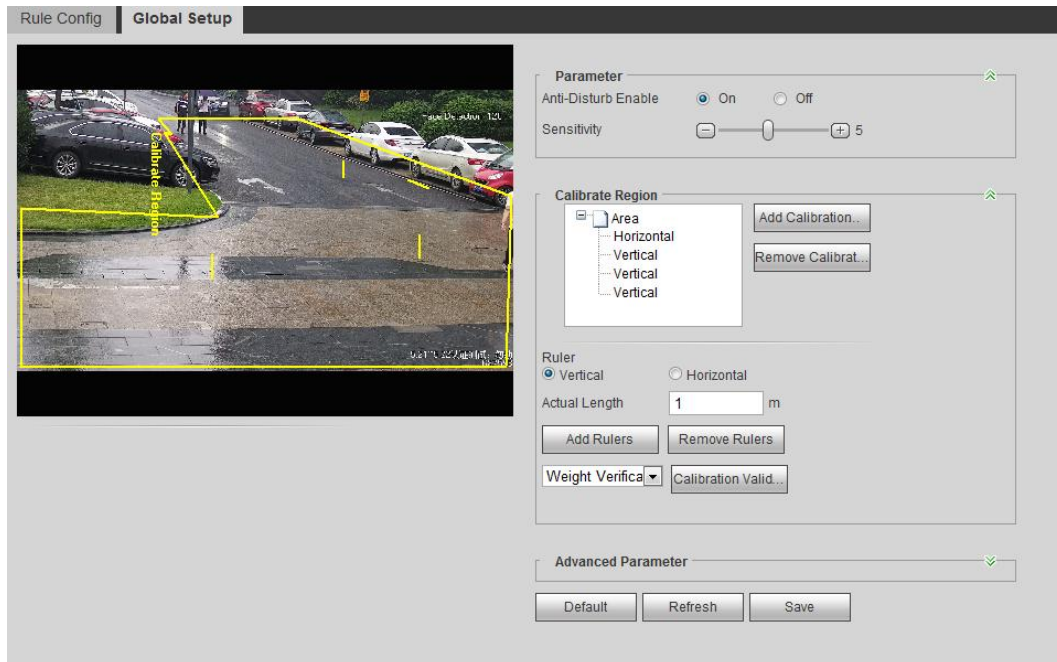 Rule Config
Global Setup
Calibrate Region
Parameter
Anti-Disturb Enable On Off
Sensitivity 5
Calibrate Region
Area
Horizontal
Vertical
Vertical
Vertical
Add Calibration..
Remove Calibrat...
Ruler
Vertical Horizontal
Actual Length 1 m
Add Rulers Remove Rulers
Weight Verifica Calibration Valid...
Advanced Parameter
Default Refresh Save